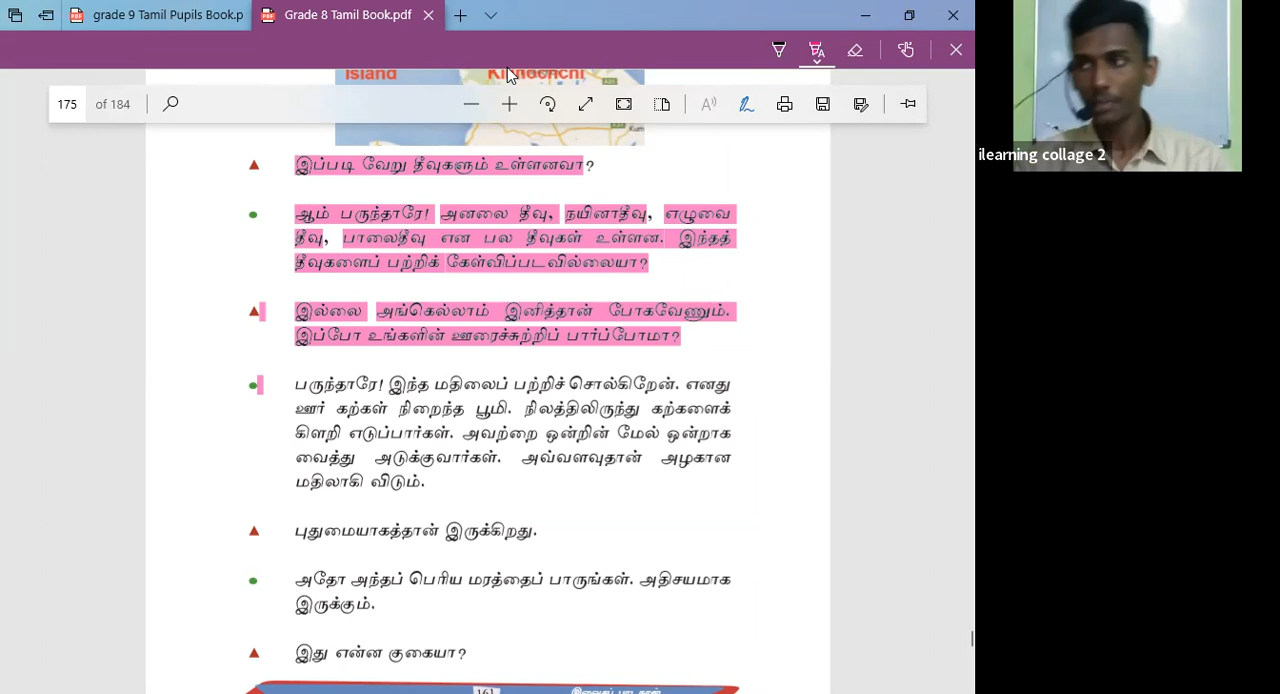 grade 9 Tamil Pupils Book.p
Grade 8 Tamil Book.pdf
Island Kilinochchi
175 of 184
இப்படி வேறு தீவுகளும் உள்ளனவா?
ஆம் பருந்தாரே! அனலை தீவு, நயினாதீவு, எழுவை
தீவு, பாலைதீவு என பல தீவுகள் உள்ளன. இந்தத்
தீவுகளைப் பற்றிக் கேள்விப்படவில்லையா?
இல்லை அங்கெல்லாம் இனித்தான் போகவேணும்.
இப்போ உங்களின் ஊரைச்சுற்றிப் பார்ப்போமா?
பருந்தாரே! இந்த மதிலைப் பற்றிச் சொல்கிறேன். எனது
ஊர் கற்கள் நிறைந்த பூமி. நிலத்திலிருந்து கற்களைக்
கிளறி எடுப்பார்கள். அவற்றை ஒன்றின் மேல் ஒன்றாக
வைத்து அடுக்குவார்கள். அவ்வளவுதான் அழகான
மதிலாகி விடும்.
புதுமையாகத்தான் இருக்கிறது.
அதோ அந்தப் பெரிய மரத்தைப் பாருங்கள். அதிசயமாக
இருக்கும்.
இது என்ன குகையா?
161
ilearning collage 2